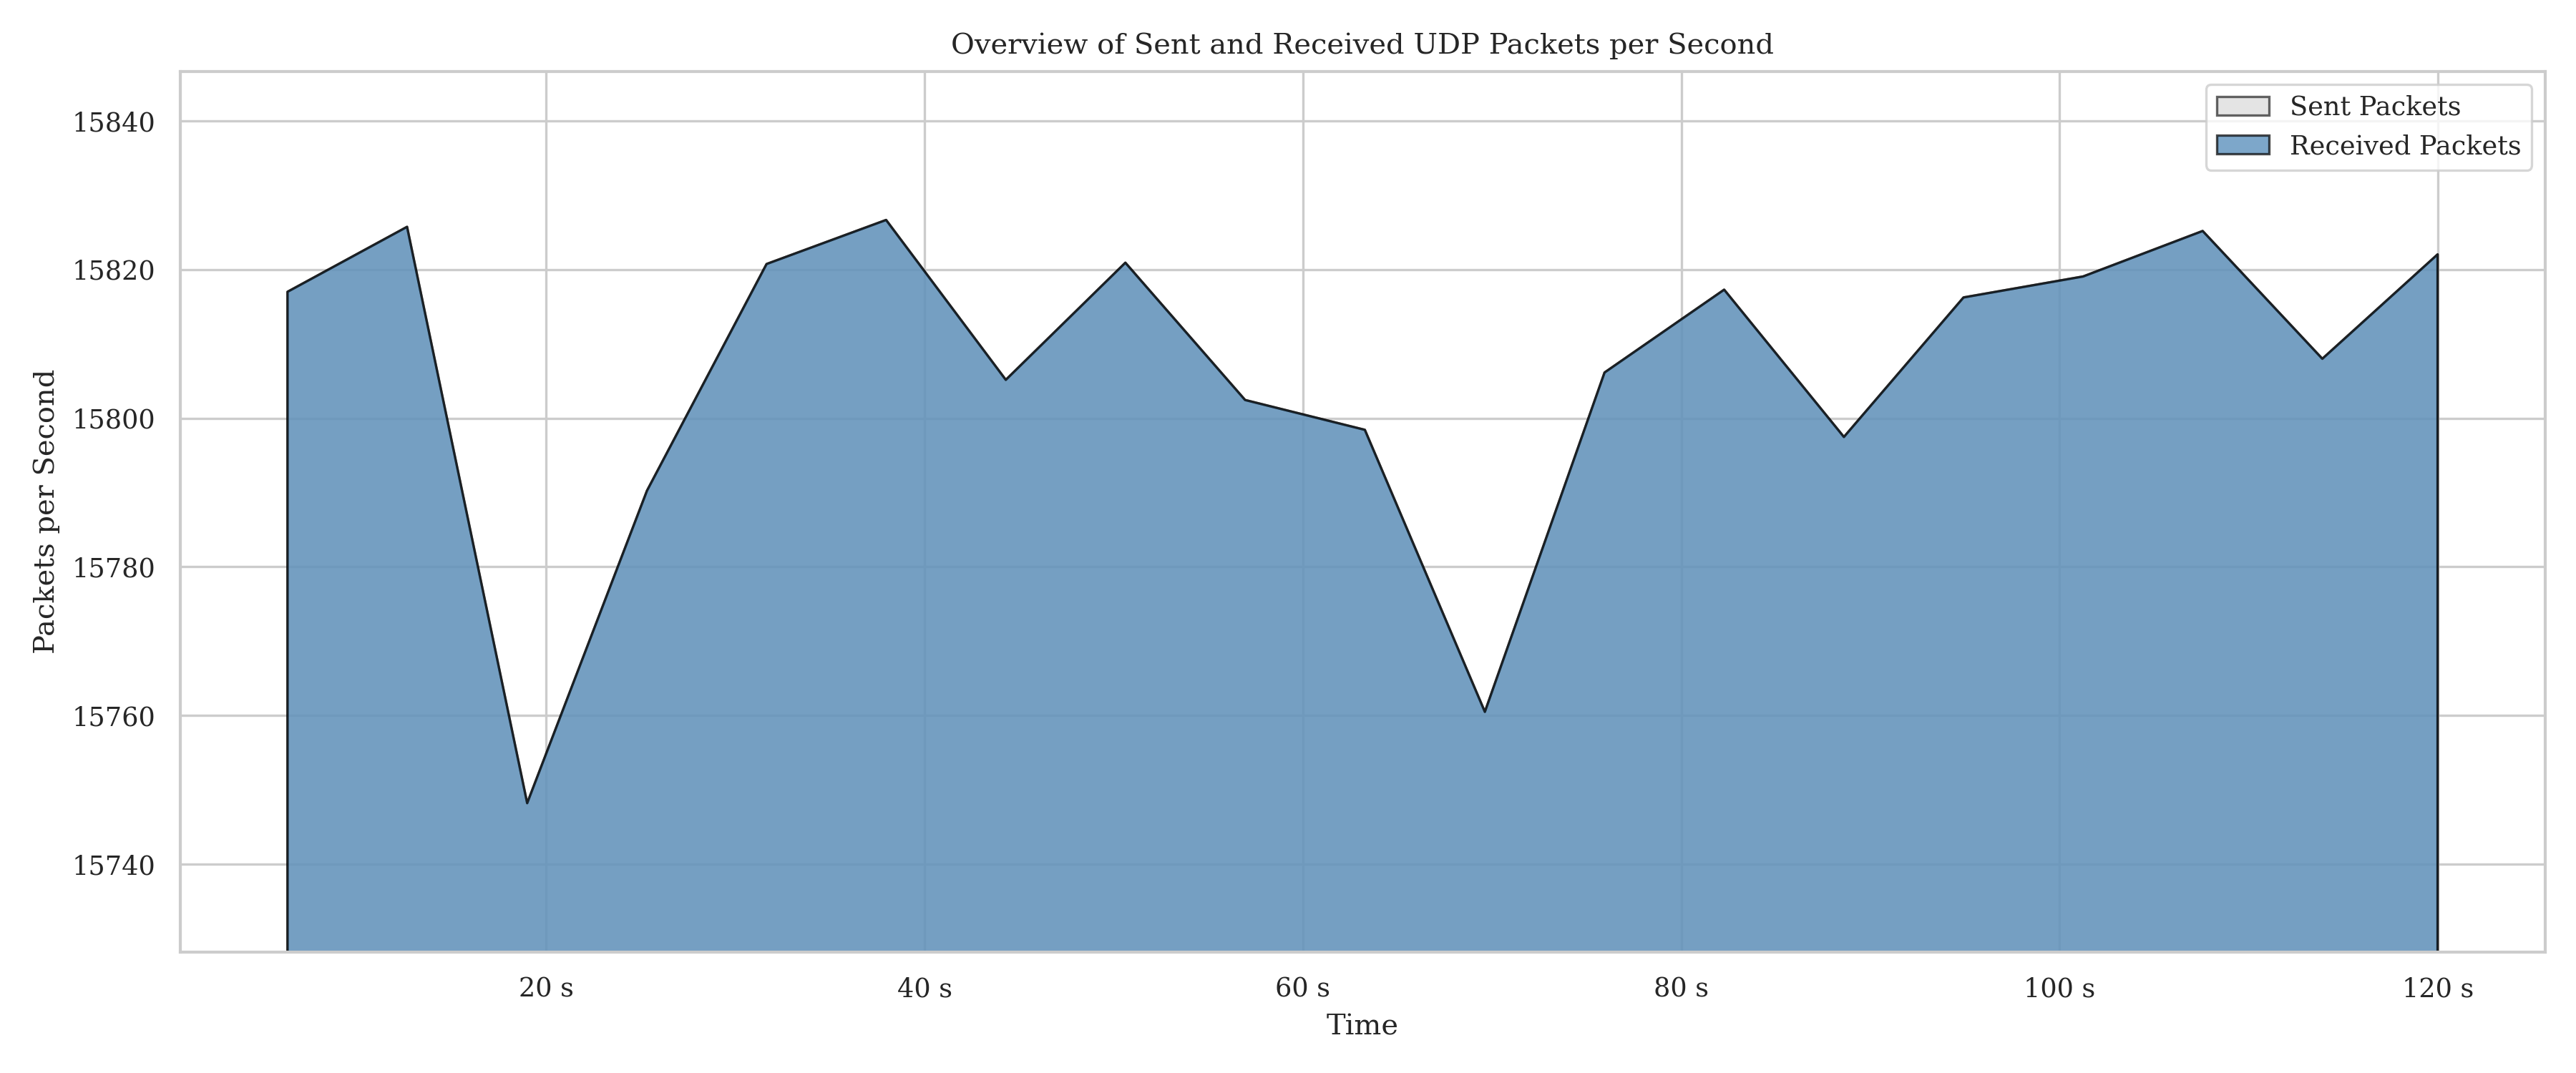 Overview of Sent and Received UDP Packets per Second
Sent Packets
Received Packets
15840
15820
15800
15780
15760
15740
Packets per Second
20 s
40 s
60 s
80 s
100 s
120 s
Time